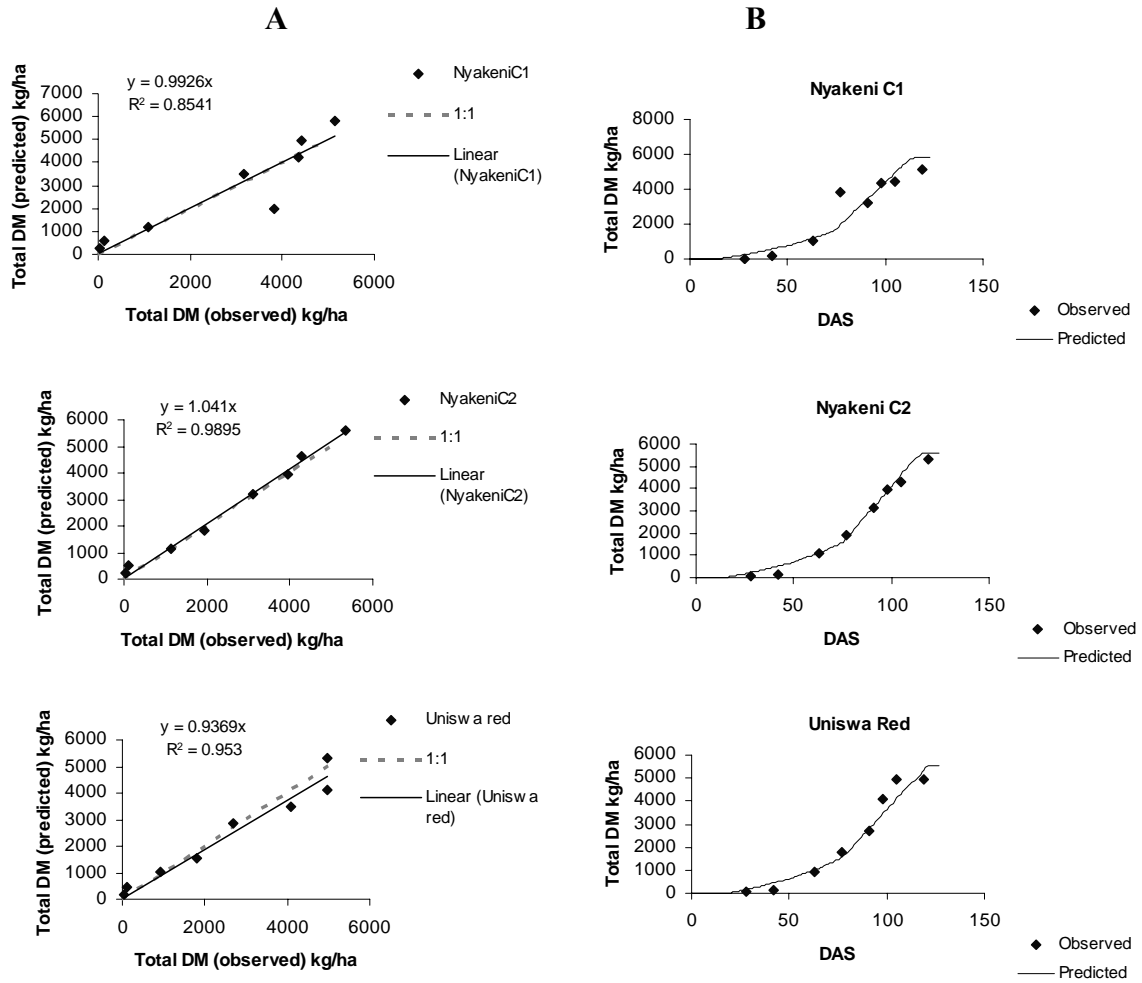 A
B
y = 0.9926x
R² = 0.8541
7000
6000
5000
4000
3000
2000
1000
0
0 2000 4000 6000
Total DM (predicted) kg/ha
Total DM (observed) kg/ha
NyakeniC1
1:1
Linear
(NyakeniC1)
Nyakeni C1
8000
6000
4000
2000
0
0 50 100 150
Total DM kg/ha
DAS
Observed
Predicted
y = 1.041x
R² = 0.9895
6000
5000
4000
3000
2000
1000
0
0 2000 4000 6000
Total DM (predicted) kg/ha
Total DM (observed) kg/ha
NyakeniC2
1:1
Linear
(NyakeniC2)
Nyakeni C2
6000
5000
4000
3000
2000
1000
0
0 50 100 150
Total DM kg/ha
DAS
Observed
Predicted
y = 0.9369x
R² = 0.953
6000
5000
4000
3000
2000
1000
0
0 2000 4000 6000
Total DM (predicted) kg/ha
Total DM (observed) kg/ha
Uniswa red
1:1
Linear (Uniswa
red)
Uniswa Red
6000
5000
4000
3000
2000
1000
0
0 50 100 150
Total DM kg/ha
DAS
Observed
Predicted